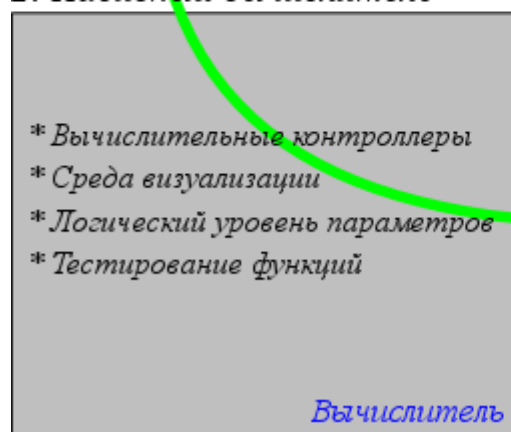 * Вычислительные контроллеры
* Среда визуализации
* Логический уровень параметров
* Тестирование функций
Вычислитель